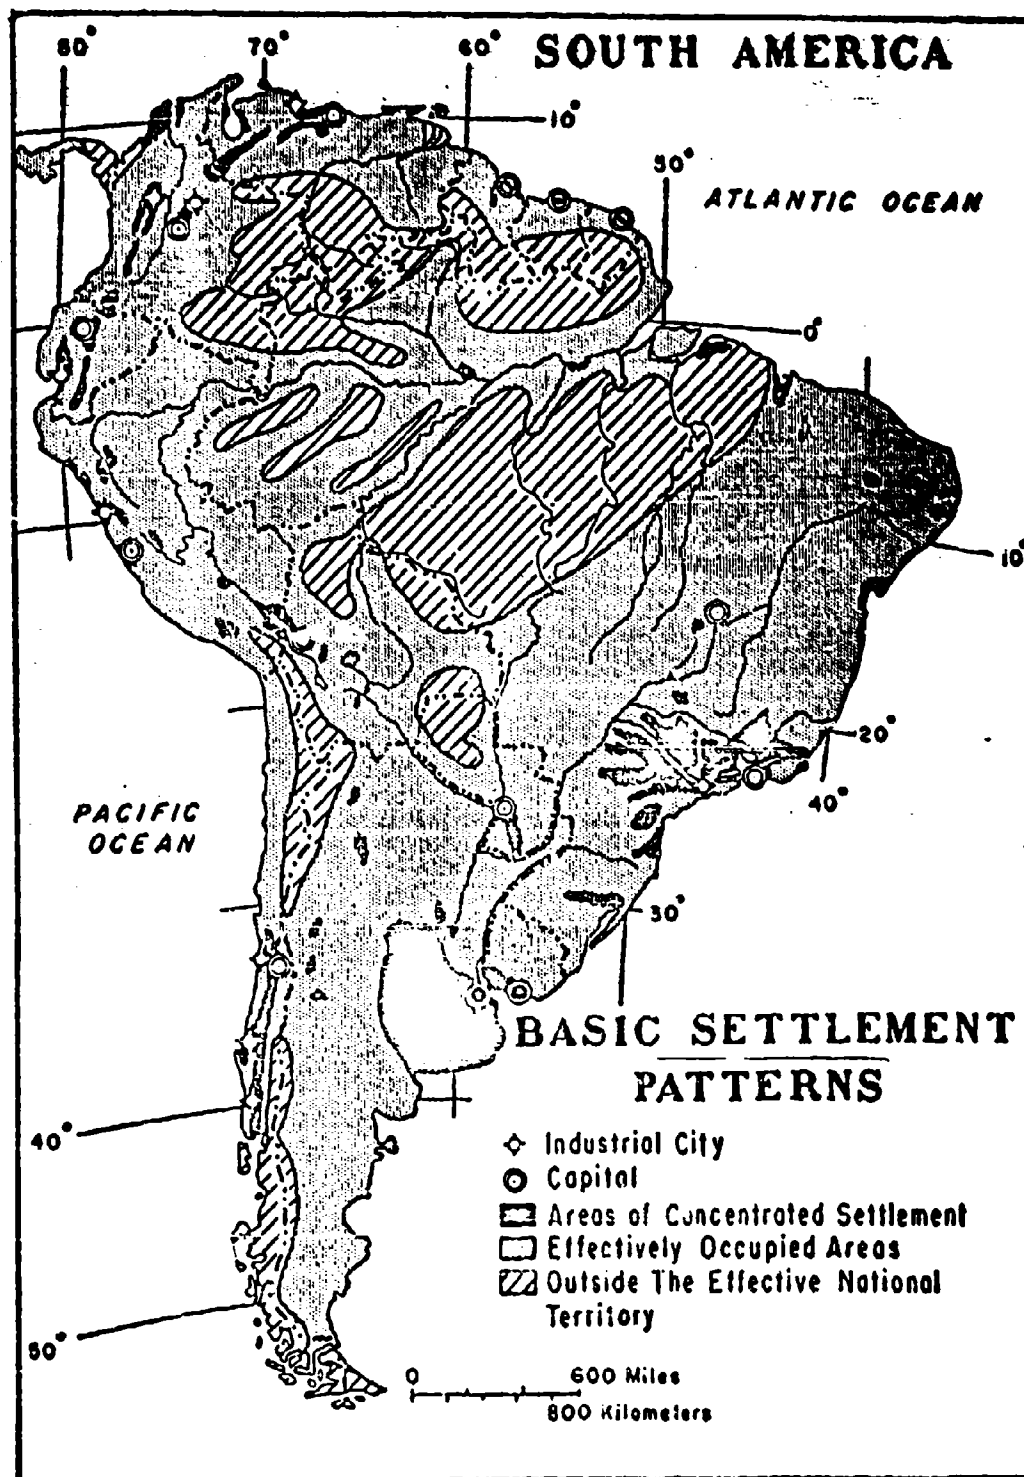 80° 70° 60° SOUTH AMERICA
10°
50°
ATLANTIC OCEAN
0°
10°
20°
40°
PACIFIC
OCEAN
30°
BASIC SETTLEMENT
PATTERNS
40°
Industrial City
Capital
Areas of Concentrated Settlement
Effectively Occupied Areas
Outside The Effective National
Territory
50°
0 600 Miles
800 Kilometers